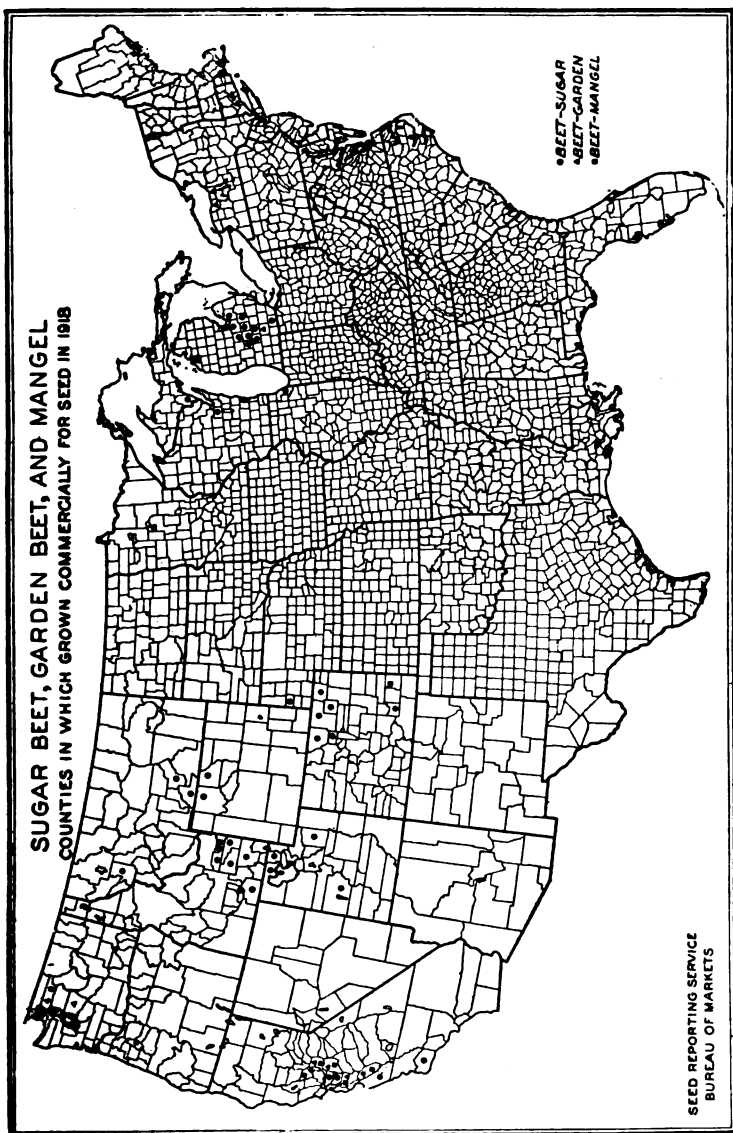 SUGAR BEET, GARDEN BEET, AND MANGEL
COUNTIES IN WHICH GROWN COMMERCIALLY FOR SEED IN 1918
BEET-SUGAR
BEET-GARDEN
BEET-MANGEL
SEED REPORTING SERVICE
BUREAU OF MARKETS